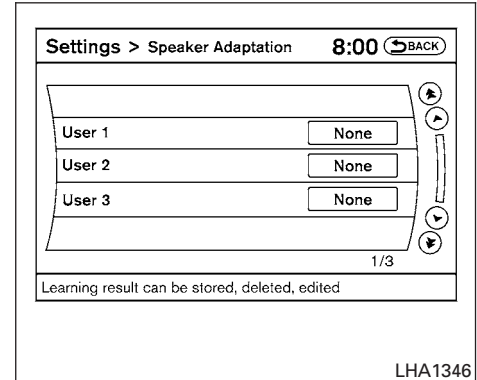 Settings > Speaker Adaptation 8:00 BACK
User 1 None
User 2 None
User 3 None
1/3
Learning result can be stored, deleted, edited
LHA1346